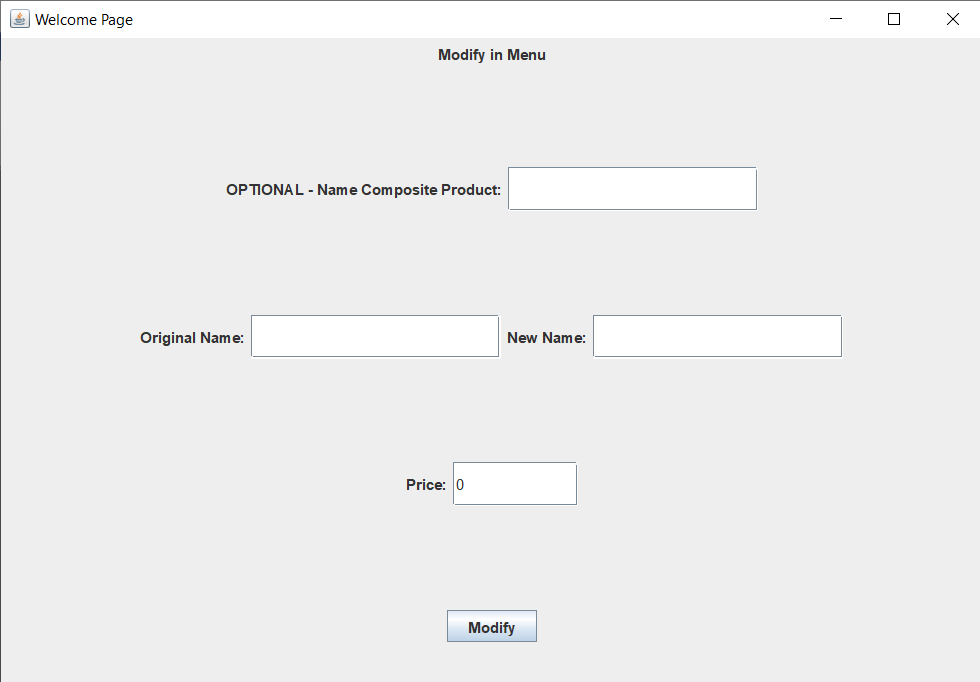 Welcome Page
Modify in Menu
OPTIONAL - Name Composite Product:
Original Name: New Name:
Price: 0
Modify